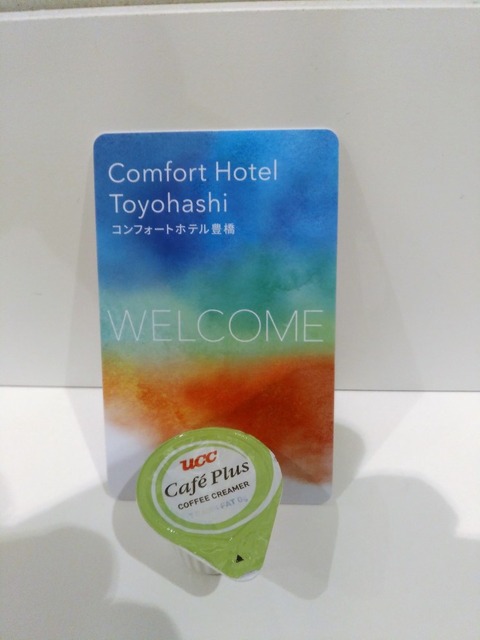 Comfort Hotel
Toyohashi
コンフォートホテル豊橋
WELCOME
UCC
Café Plus
COFFEE CREAMER